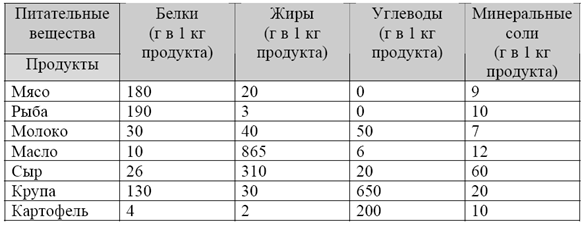 Питательные вещества | Белки (г в 1 кг продукта) | Жиры (г в 1 кг продукта) | Углеводы (г в 1 кг продукта) | Минеральные соли (г в 1 кг продукта)
Продукты
Мясо | 180 | 20 | 0 | 9
Рыба | 190 | 3 | 0 | 10
Молоко | 30 | 40 | 50 | 7
Масло | 10 | 865 | 6 | 12
Сыр | 26 | 310 | 20 | 60
Крупа | 130 | 30 | 650 | 20
Картофель | 4 | 2 | 200 | 10